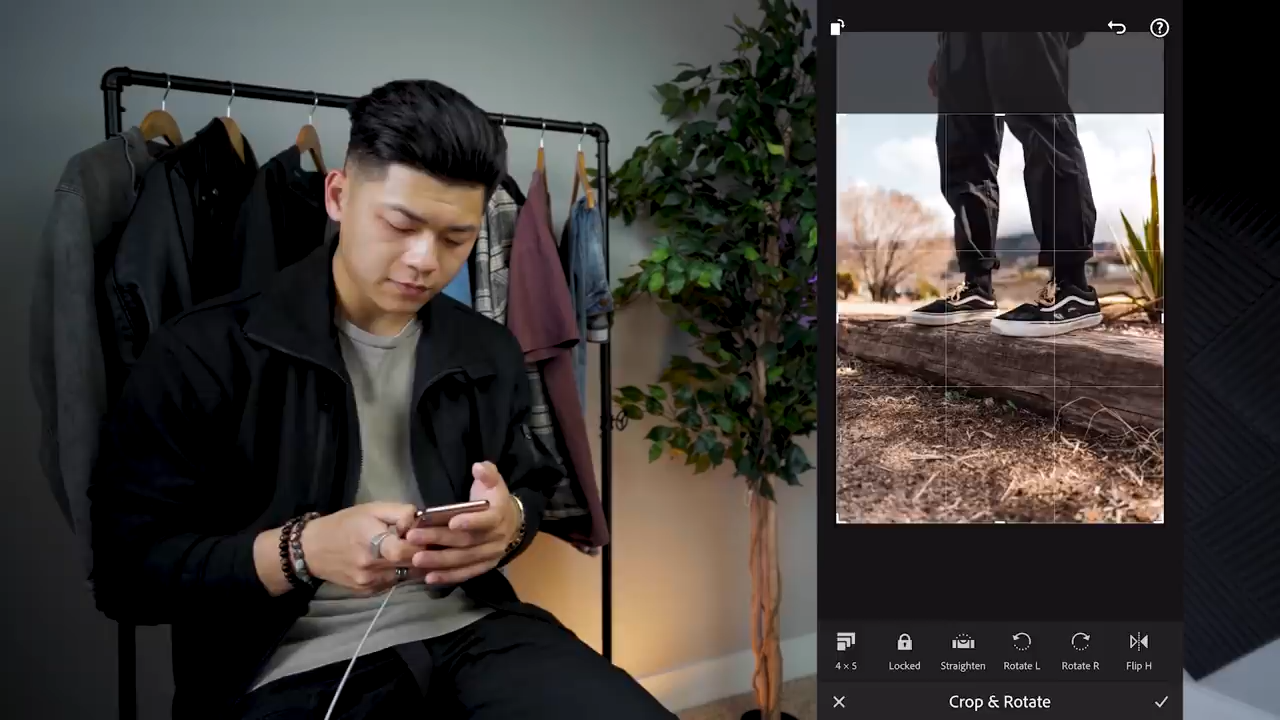 ?
4 × 5
Locked
Straighten
Rotate L
Rotate R
Flip H
Crop & Rotate